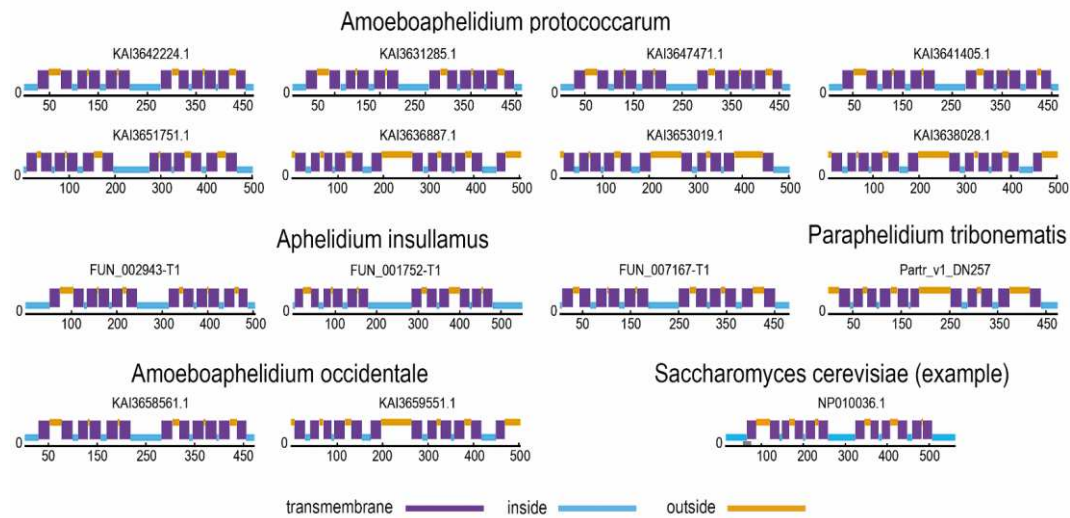 Amoeboaphelidium protococcarum
KAI3642224.1 KAI3631285.1 KAI3647471.1 KAI3641405.1
0 0 0 0
50 150 250 350 450 50 150 250 350 450 50 150 250 350 450 50 150 250 350 450
KAI3651751.1 KAI3636887.1 KAI3653019.1 KAI3638028.1
0 0 0 0
100 200 300 400 500 100 200 300 400 500 100 200 300 400 500 100 200 300 400 500
Aphelidium insullamus Paraphelidium tribonematis
FUN_002943-T1 FUN_001752-T1 FUN_007167-T1 Partr_v1_DN257
0 0 0 0
100 200 300 400 500 100 200 300 400 500 50 150 250 350 450 50 150 250 350 450
Amoeboaphelidium occidentale Saccharomyces cerevisiae (example)
KAI3658561.1 KAI3659551.1 NP010036.1
0 0 0
50 150 250 350 450 100 200 300 400 500 100 200 300 400 500
transmembrane inside outside